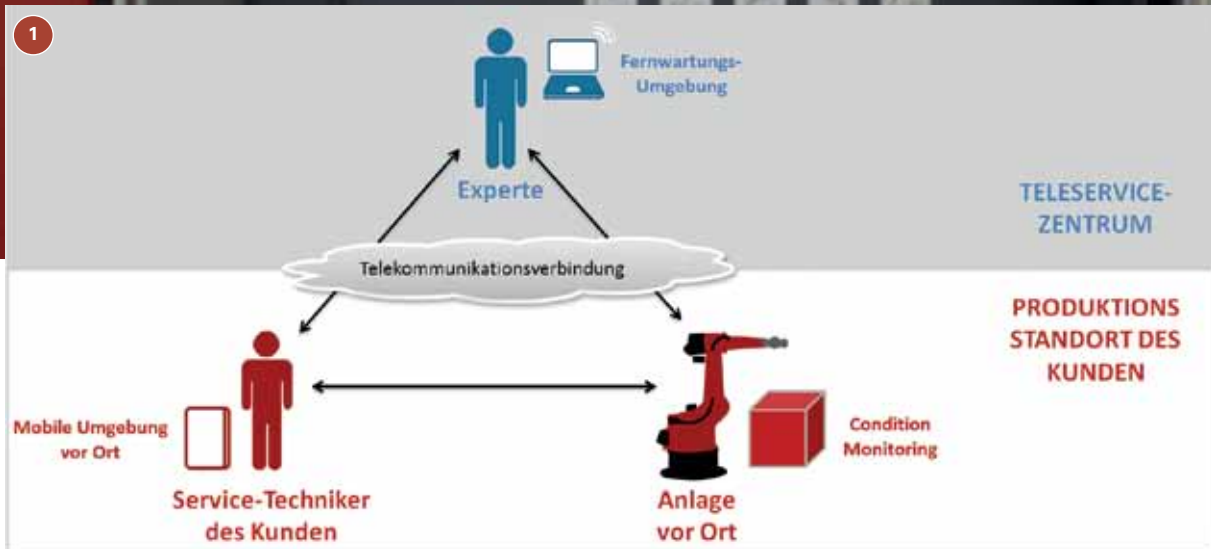 1
Fernwartungs-
Umgebung
Experte
TELESERVICE-
ZENTRUM
Telekommunikationsverbindung
PRODUKTIONS
STANDORT DES
KUNDEN
Mobile Umgebung
vor Ort
Condition
Monitoring
Service-Techniker
des Kunden
Anlage
vor Ort